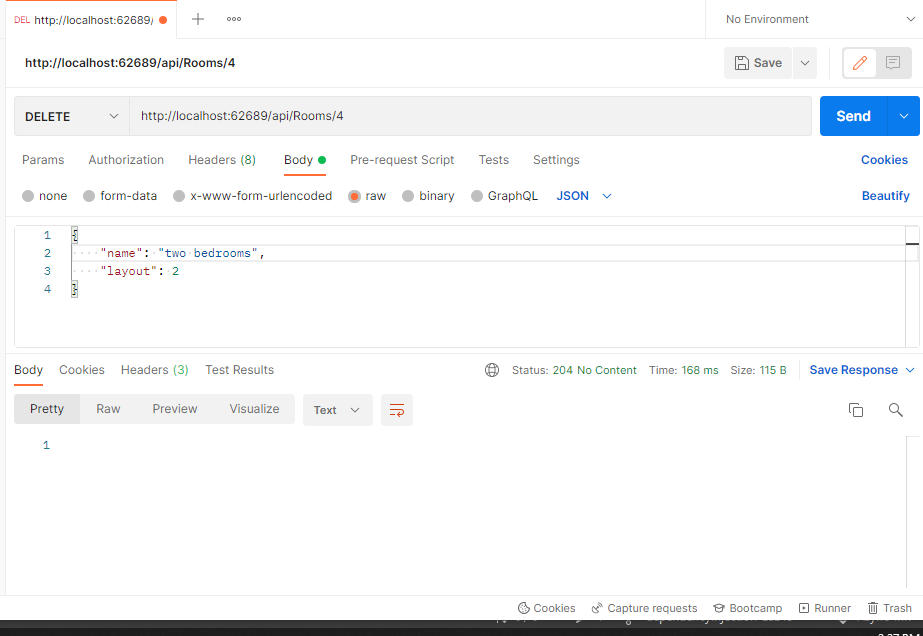 DEL http://localhost:62689/
No Environment
http://localhost:62689/api/Rooms/4
Save
DELETE http://localhost:62689/api/Rooms/4 Send
Params Authorization Headers (8) Body Pre-request Script Tests Settings Cookies
none form-data x-www-form-urlencoded raw binary GraphQL JSON Beautify
1 {
2 "name": "two bedrooms",
3 "layout": 2
4 }
Body Cookies Headers (3) Test Results Status: 204 No Content Time: 168 ms Size: 115 B Save Response
Pretty Raw Preview Visualize Text
1
Cookies Capture requests Bootcamp Runner Trash